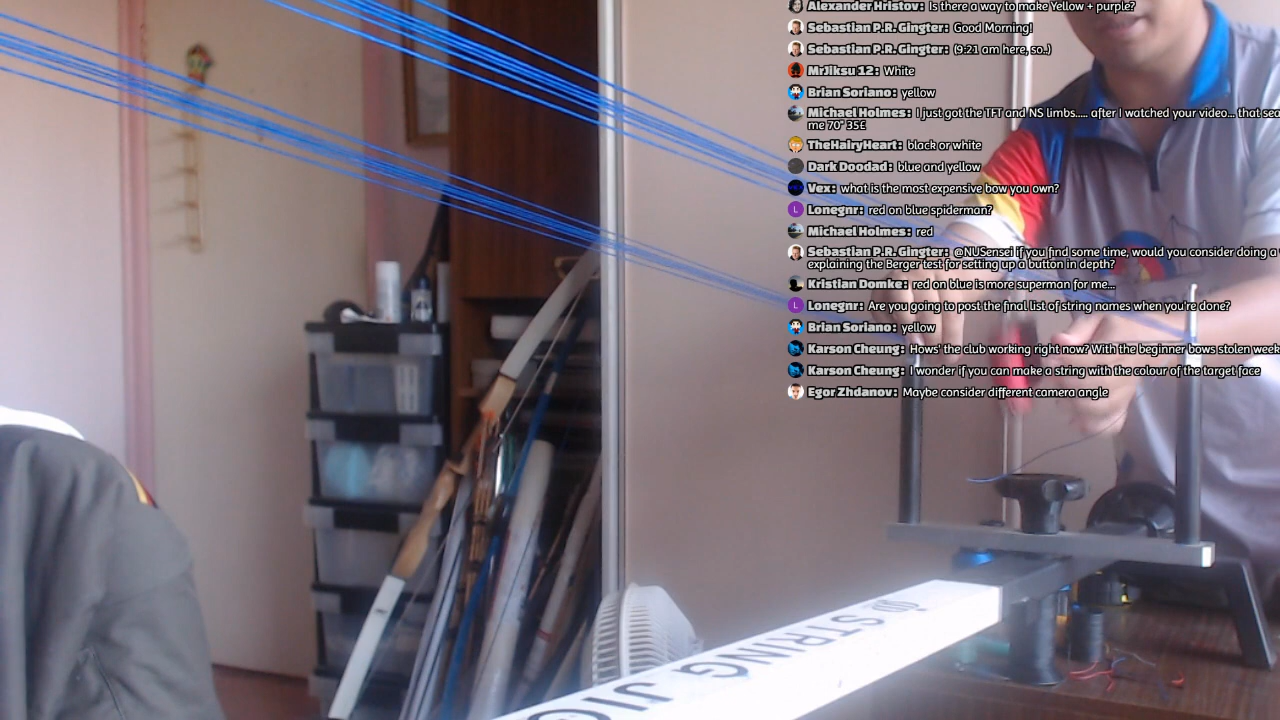 Alexander Hristov: Is there a way to make Yellow + purple?
Sebastian P.R. Gingter: Good Morning!
Sebastian P.R. Gingter: (9:21 am here, so..)
MrJiksu 12: White
Brian Soriano: yellow
Michael Holmes: I just got the TFT and NS limbs..... after I watched your video... that
me 70" 35£
TheHairyHeart: black or white
Dark Doodad: blue and yellow
Vex: what is the most expensive bow you own?
Lonegnr: red on blue spiderman?
Michael Holmes: red
Sebastian P.R. Gingter: @NUSensei if you find some time, would you consider doing a
explaining the Berger test for setting up a button in depth?
Kristian Domke: red on blue is more superman for me...
Lonegnr: Are you going to post the final list of string names when you're done?
Brian Soriano: yellow
Karson Cheung: Hows' the club working right now? With the beginner bows stolen week
Karson Cheung: I wonder if you can make a string with the colour of the target face
Egor Zhdanov: Maybe consider different camera angle
STRING